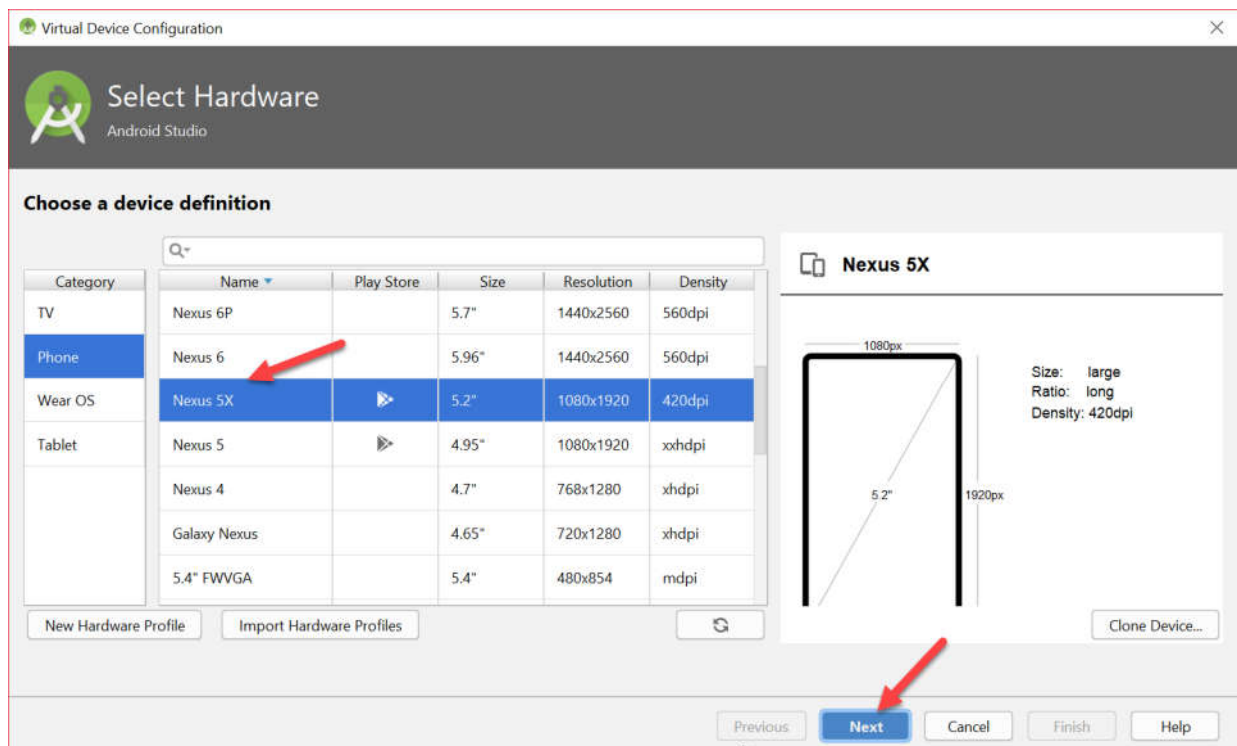 Virtual Device Configuration
Select Hardware
Android Studio
Choose a device definition
Category
TV
Phone
Wear OS
Tablet
Name Play Store Size Resolution Density
Nexus 6P 5.7" 1440x2560 560dpi
Nexus 6 5.96" 1440x2560 560dpi
Nexus 5X 5.2" 1080x1920 420dpi
Nexus 5 4.95" 1080x1920 xxhdpi
Nexus 4 4.7" 768x1280 xhdpi
Galaxy Nexus 4.65" 720x1280 xhdpi
5.4" FWVGA 5.4" 480x854 mdpi
New Hardware Profile Import Hardware Profiles
Nexus 5X
1080px
5.2"
1920px
Size: large
Ratio: long
Density: 420dpi
Clone Device...
Previous Next Cancel Finish Help